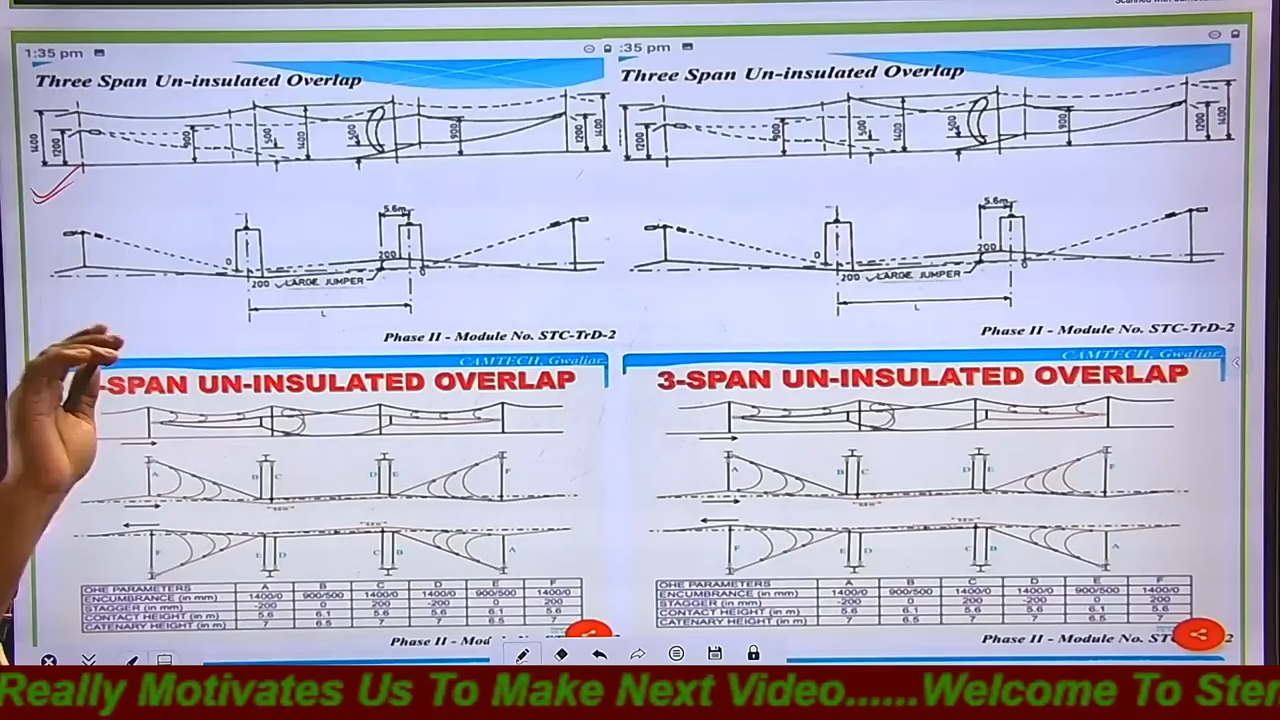 1:35 pm
:35 pm
Three Span Un-insulated Overlap
1400
1200
900
500
1400
500
900
1200
1400
5.6m
0
200
0
200
LARGE JUMPER
L
Phase II - Module No. STC-TrD-2
Three Span Un-insulated Overlap
1200
900
500
1400
500
900
1200
1400
5.6m
0
200
0
200
LARGE JUMPER
L
Phase II - Module No. STC-TrD-2
CAMTECH, Gwalior
-SPAN UN-INSULATED OVERLAP
A
B
C
D
E
F
F
E
D
C
B
A
OHE PARAMETERS A B C D E F
ENCUMBRANCE (in mm) 1400/0 900/500 1400/0 1400/0 900/500 1400/0
STAGGER (in mm) -200 0 200 -200 0 200
CONTACT HEIGHT (in m) 5.6 6.1 5.6 5.6 6.1 5.6
CATENARY HEIGHT (in m) 7 6.5 7 7 6.5 7
Phase II - Mod
CAMTECH, Gwalior
3-SPAN UN-INSULATED OVERLAP
A
B
C
D
E
F
F
E
D
C
B
A
OHE PARAMETERS A B C D E F
ENCUMBRANCE (in mm) 1400/0 900/500 1400/0 1400/0 900/500 1400/0
STAGGER (in mm) -200 0 200 -200 0 200
CONTACT HEIGHT (in m) 5.6 6.1 5.6 5.6 6.1 5.6
CATENARY HEIGHT (in m) 7 6.5 7 7 6.5 7
Phase II - Module No. ST 2
Really Motivates Us To Make Next Video......Welcome To Ster